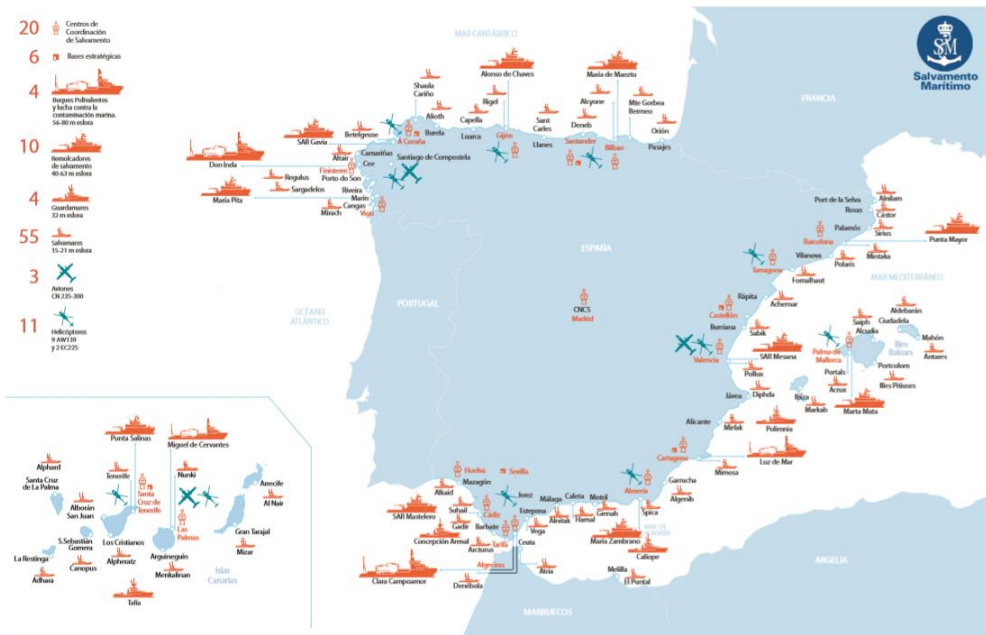 20
Centros de
Coordinación
de Salvamento
6
Bases estratégicas
4
Buques Polivalentes
y lucha contra la
contaminación marina.
56-80 m eslora
10
Remolcadores
de salvamento
40-63 m eslora
4
Guardamares
32 m eslora
55
Salvamares
15-21 m eslora
3
Aviones
CN 235-300
11
Helicópteros
9 AW139
y 2 EC225
Salvamento
Marítimo
MAR CANTÁBRICO
FRANCIA
OCÉANO
ATLÁNTICO
PORTUGAL
ESPAÑA
MAR MEDITERRÁNEO
Illes
Balears
MAR DE
ALBORÁN
MARRUECOS
ARGELIA
Islas
Canarias
Shaula
Cariño
Alioth
Burela
Betelgeuse
SAR Gavia
A Coruña
Capella
Luarca
Rigel
Gijón
Alonso de Chaves
Sant
Carles
Llanes
Deneb
Santander
Alcyone
María de Maeztu
Bilbao
Mte Gorbea
Bermeo
Orión
Pasajes
Don Inda
Altair
Camariñas
Cee
Finisterre
Santiago de Compostela
Porto do Son
Regulus
Sargadelos
Riveira
María Pita
Marín
Cangas
Mirach
Vigo
CNCS
Madrid
Port de la Selva
Alnilam
Rosas
Cástor
Palamós
Sirius
Punta Mayor
Barcelona
Mintaka
Vilanova
Polaris
Tarragona
Fomalhaut
Rápita
Achernar
Castellón
Burriana
Sabik
Valencia
SAR Mesana
Pollux
Jávea
Diphda
Alicante
Mirfak
Polimnia
Cartagena
Luz de Mar
Mimosa
Aldebarán
Saiph
Ciudadela
Alcudia
Mahón
Antares
Palma de
Mallorca
Portcolom
Portals
Illes Pitiuses
Acrux
Ibiza
Markab
Marta Mata
Garrucha
Algenib
Almería
Spica
Calíope
María Zambrano
Motril
Gienah
Caleta
Hamal
Málaga
Alnitak
Estepona
Vega
Huelva
Sevilla
Mazagón
Alkaid
SAR Mastelero
Suhail
Gadir
Cádiz
Jerez
Concepción Arenal
Barbate
Arcturus
Tarifa
Ceuta
Atria
Algeciras
Clara Campoamor
Denébola
Melilla
El Puntal
Punta Salinas
Miguel de Cervantes
Alphard
Santa Cruz
de La Palma
Tenerife
Santa
Cruz de
Tenerife
Nunki
Arrecife
Al Nair
Alborán
San Juan
Las
Palmas
Gran Tarajal
Mizar
S.Sebastián
Gomera
Los Cristianos
Canopus
Alpheratz
Arguineguín
Menkalinan
La Restinga
Adhara
Talía